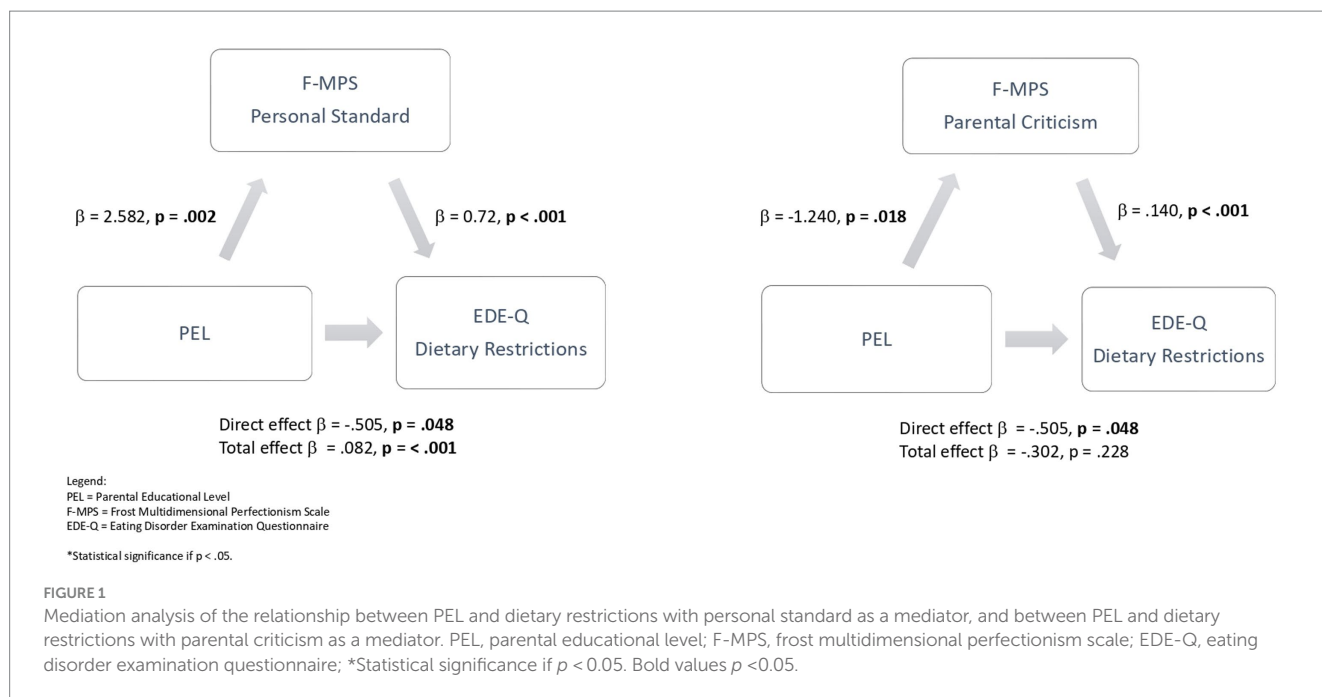 F-MPS
Personal Standard
β = 2.582, p = .002
β = 0.72, p < .001
PEL
EDE-Q
Dietary Restrictions
Direct effect β = -.505, p = .048
Total effect β = .082, p = < .001
F-MPS
Parental Criticism
β = -1.240, p = .018
β = .140, p < .001
PEL
EDE-Q
Dietary Restrictions
Direct effect β = -.505, p = .048
Total effect β = -.302, p = .228
Legend:
PEL = Parental Educational Level
F-MPS = Frost Multidimensional Perfectionism Scale
EDE-Q = Eating Disorder Examination Questionnaire
*Statistical significance if p < .05.
FIGURE 1
Mediation analysis of the relationship between PEL and dietary restrictions with personal standard as a mediator, and between PEL and dietary
restrictions with parental criticism as a mediator. PEL, parental educational level; F-MPS, frost multidimensional perfectionism scale; EDE-Q, eating
disorder examination questionnaire; *Statistical significance if p < 0.05. Bold values p <0.05.